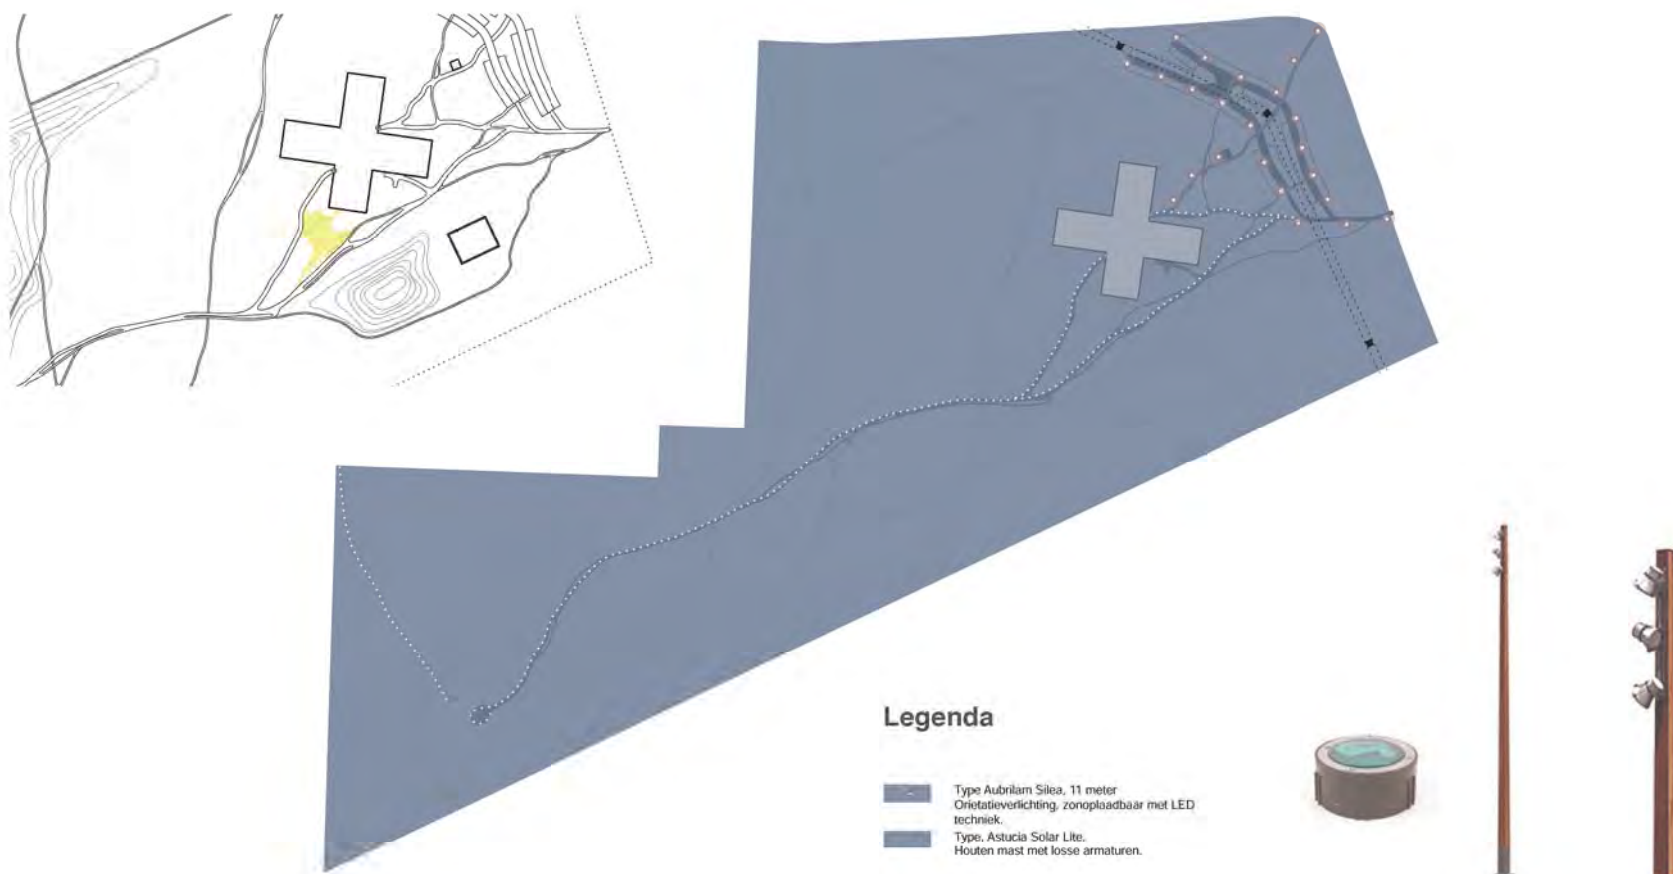 Legenda
Type Aubrilam Silea, 11 meter
Orietatieverlichting, zonoplaadbaar met LED
techniek.
Type, Astucia Solar Lite.
Houten mast met losse armaturen.